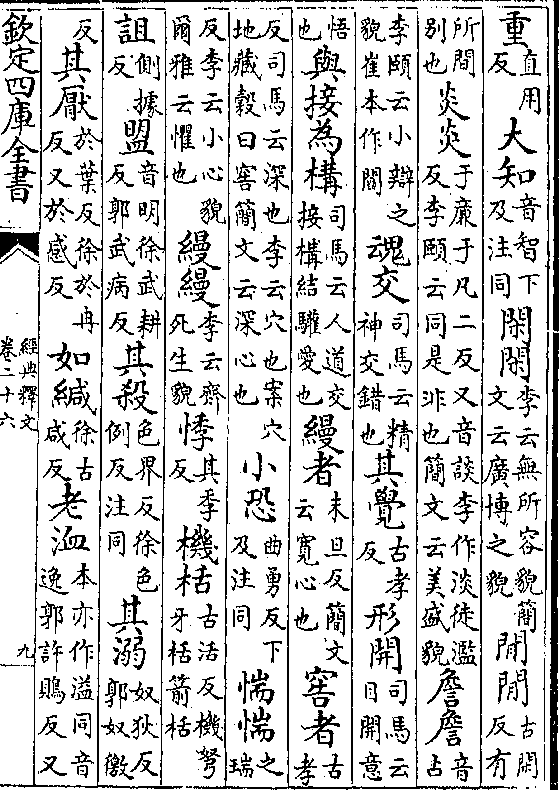 重直用反 大知音智下及注同 閑閑李云無所容貌簡文云廣博之貌 閒閒古閑反有
所間別也 炎炎于廉于凡二反又音談李作淡徒濫反李頤云同是非也簡文云美盛貌 詹詹音占
李頤云小辯之貌崔本作閻 魂交司馬云精神交錯也 其覺古孝反 形開司馬云目開意
悟也 與接為構司馬云人道交接構結驩愛也 縵者末旦反簡文云寬心也 窖者古孝
反司馬云深也李云穴也案穴地藏穀曰窖簡文云深心也 小恐曲勇反下及注同 惴惴之瑞
反李云小心貌爾雅云懼也 縵縵李云齊死生貌 悸其季反 機栝古活反機弩牙栝箭栝
詛側據反 盟音明徐武耕反郭武病反 其殺色界反徐色例反注同 其溺奴狄反郭奴徼
反 其厭於葉反徐於冉反又於感反 如緘徐古咸反 老洫本亦作溢同音逸郭許鵙反又
欽定四庫全書
經典釋文
卷二十六
九